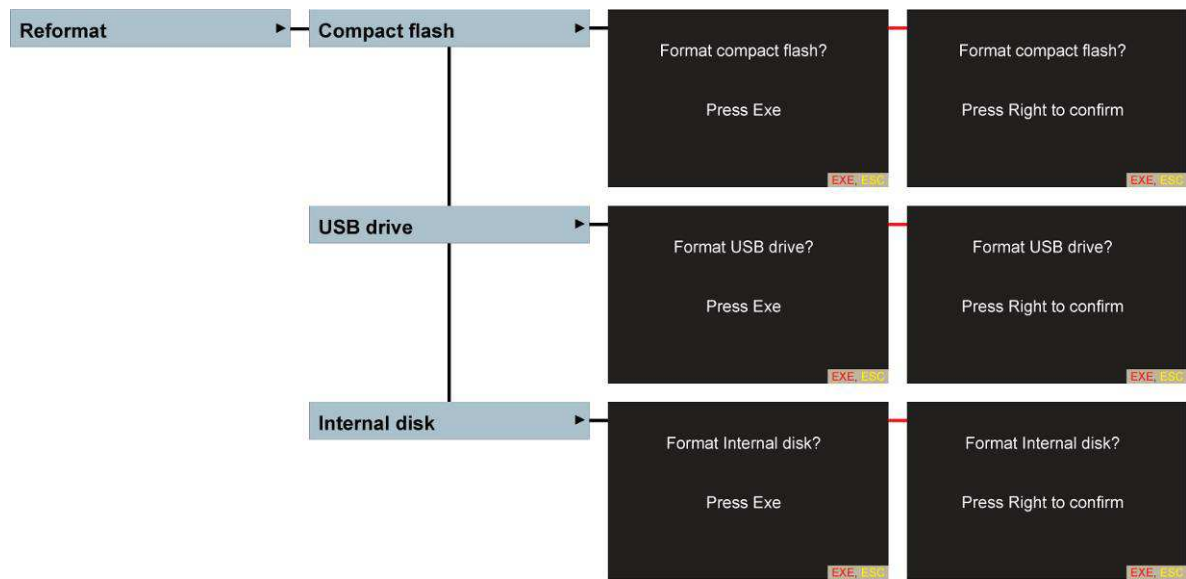 Reformat
Compact flash
Format compact flash?
Press Exe
EXE, ESC
Format compact flash?
Press Right to confirm
EXE, ESC
USB drive
Format USB drive?
Press Exe
EXE, ESC
Format USB drive?
Press Right to confirm
EXE, ESC
Internal disk
Format Internal disk?
Press Exe
EXE, ESC
Format Internal disk?
Press Right to confirm
EXE, ESC